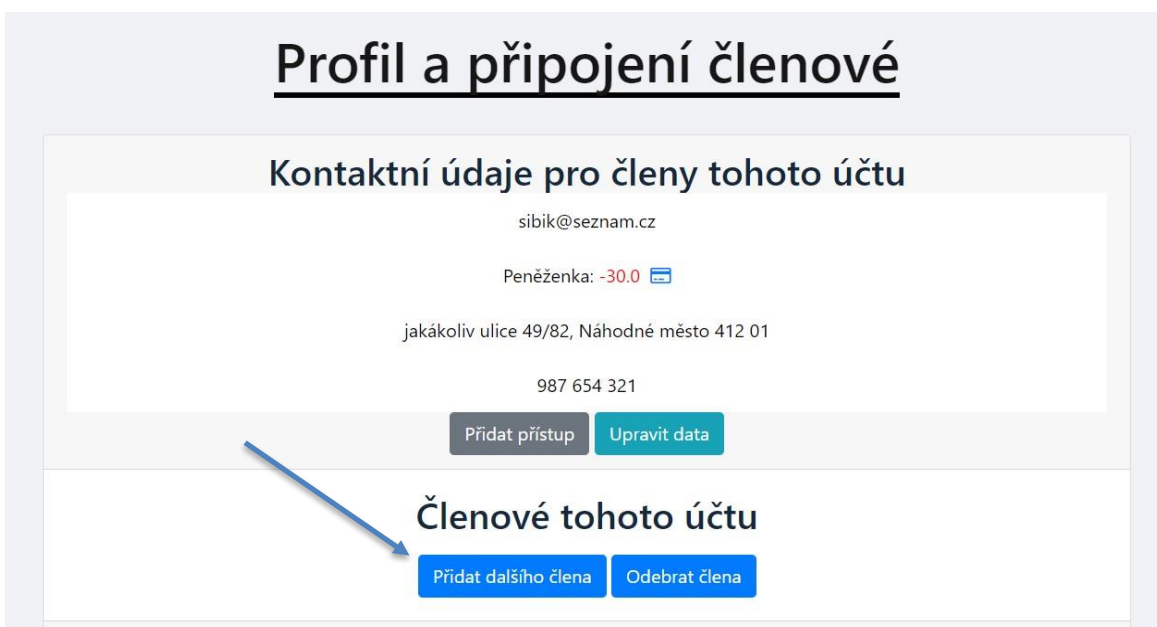 Profil a připojení členové
Kontaktní údaje pro členy tohoto účtu
sibik@seznam.cz
Peněženka: -30.0
jakákoliv ulice 49/82, Náhodné město 412 01
987 654 321
Přidat přístup Upravit data
Členové tohoto účtu
Přidat dalšího člena Odebrat člena